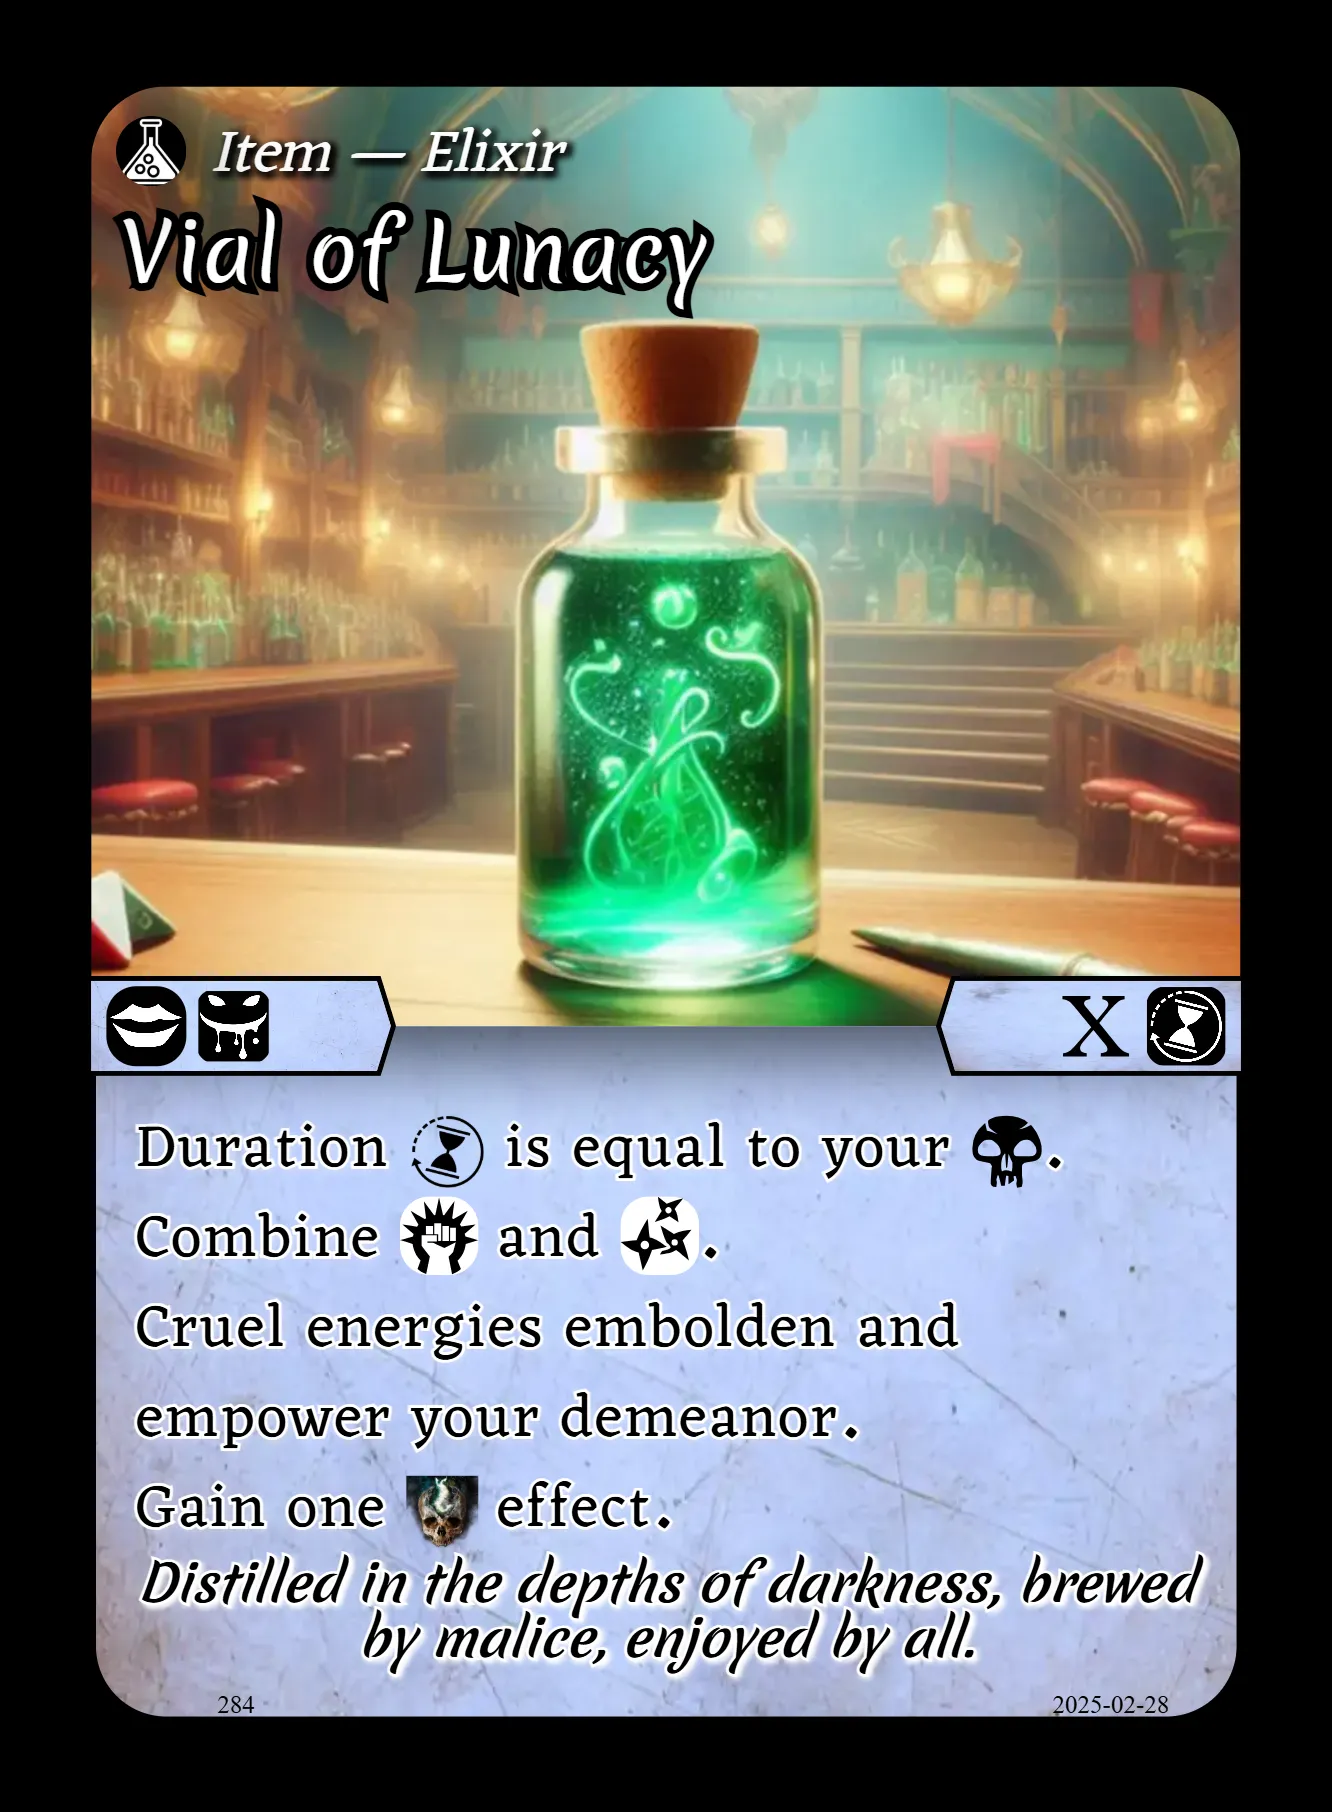 Item — Elixir
Vial of Lunacy
X
Duration is equal to your .
Combine and .
Cruel energies embolden and
empower your demeanor.
Gain one effect.
Distilled in the depths of darkness, brewed
by malice, enjoyed by all.
284
2025-02-28